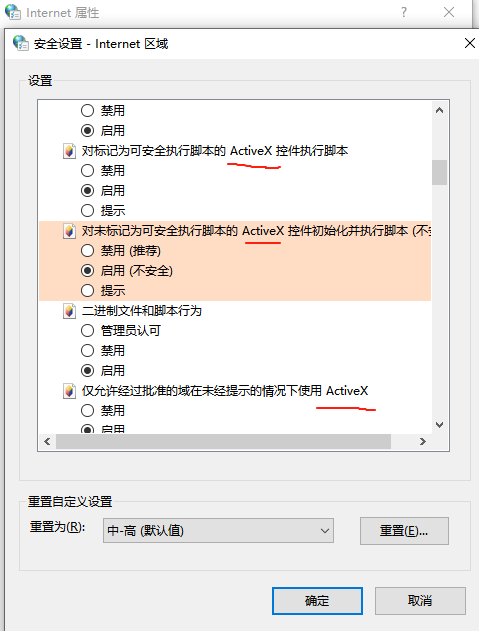 Internet 属性
?
安全设置 - Internet 区域
设置
禁用
启用
对标记为可安全执行脚本的 ActiveX 控件执行脚本
禁用
启用
提示
对未标记为可安全执行脚本的 ActiveX 控件初始化并执行脚本 (不安
禁用 (推荐)
启用 (不安全)
提示
二进制文件和脚本行为
管理员认可
禁用
启用
仅允许经过批准的域在未经提示的情况下使用 ActiveX
禁用
启用
重置自定义设置
重置为(R):
中-高 (默认值)
重置(E)...
确定
取消